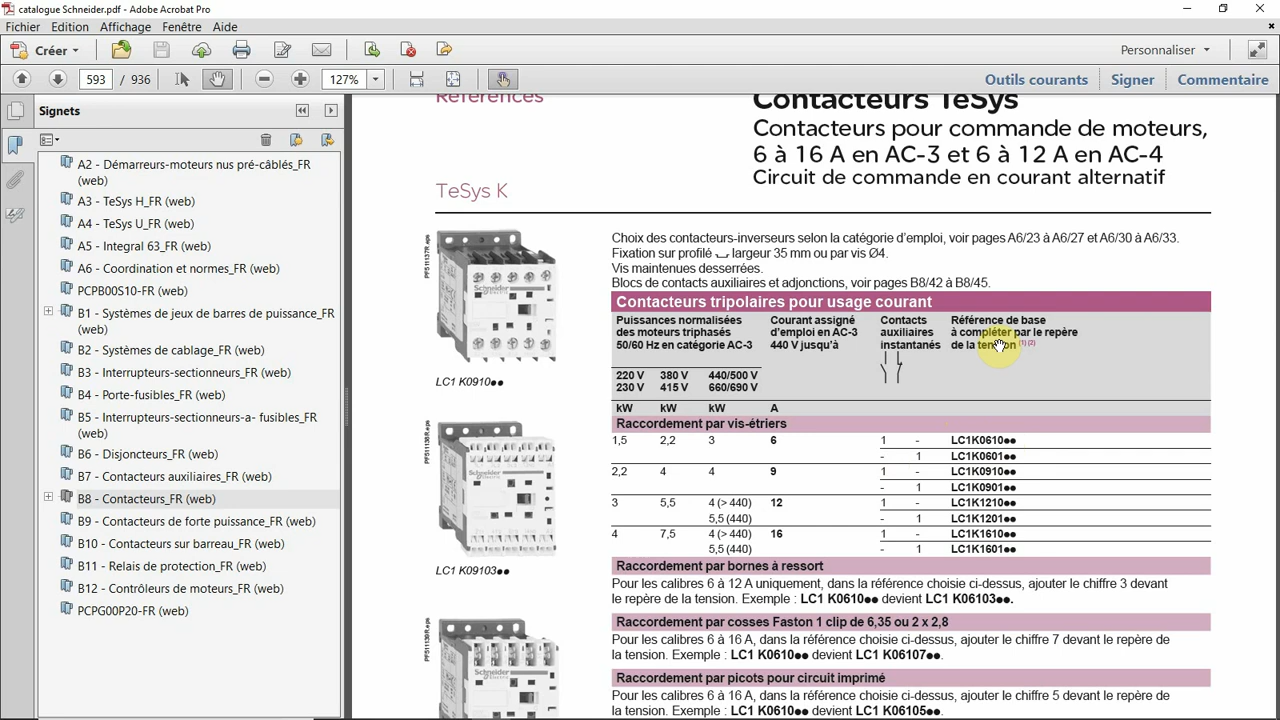 catalogue Schneider.pdf - Adobe Acrobat Pro
Fichier Edition Affichage Fenêtre Aide
Créer
Personnaliser
593 / 936
127%
Outils courants Signer Commentaire
Signets
A2 - Démarreurs-moteurs nus pré-câblés_FR
(web)
A3 - TeSys H_FR (web)
A4 - TeSys U_FR (web)
A5 - Integral 63_FR (web)
A6 - Coordination et normes_FR (web)
PCPB00S10-FR (web)
B1 - Systèmes de jeux de barres de puissance_FR
(web)
B2 - Systèmes de cablage_FR (web)
B3 - Interrupteurs-sectionneurs_FR (web)
B4 - Porte-fusibles_FR (web)
B5 - Interrupteurs-sectionneurs-a- fusibles_FR
(web)
B6 - Disjoncteurs_FR (web)
B7 - Contacteurs auxiliaires_FR (web)
B8 - Contacteurs_FR (web)
B9 - Contacteurs de forte puissance_FR (web)
B10 - Contacteurs sur barreau_FR (web)
B11 - Relais de protection_FR (web)
B12 - Contrôleurs de moteurs_FR (web)
PCPG00P20-FR (web)
Références
Contacteurs TeSys
Contacteurs pour commande de moteurs,
6 à 16 A en AC-3 et 6 à 12 A en AC-4
Circuit de commande en courant alternatif
TeSys K
PF511137R.eps
Schneider
LC1 K0910●●
PF511138R.eps
Schneider
LC1 K09103●●
PF511139R.eps
Schneider
Choix des contacteurs-inverseurs selon la catégorie d'emploi, voir pages A6/23 à A6/27 et A6/30 à A6/33.
Fixation sur profilé largeur 35 mm ou par vis Ø4.
Vis maintenues desserrées.
Blocs de contacts auxiliaires et adjonctions, voir pages B8/42 à B8/45.
Contacteurs tripolaires pour usage courant
Puissances normalisées Courant assigné Contacts Référence de base
des moteurs triphasés d'emploi en AC-3 auxiliaires à compléter par le repère
50/60 Hz en catégorie AC-3 440 V jusqu'à instantanés de la tension (1) (2)
220 V 380 V 440/500 V
230 V 415 V 660/690 V
kW kW kW A
Raccordement par vis-étriers
1,5 2,2 3 6 1 - LC1K0610●●
- 1 LC1K0601●●
2,2 4 4 9 1 - LC1K0910●●
- 1 LC1K0901●●
3 5,5 4 (> 440) 12 1 - LC1K1210●●
5,5 (440) - 1 LC1K1201●●
4 7,5 4 (> 440) 16 1 - LC1K1610●●
5,5 (440) - 1 LC1K1601●●
Raccordement par bornes à ressort
Pour les calibres 6 à 12 A uniquement, dans la référence choisie ci-dessus, ajouter le chiffre 3 devant
le repère de la tension. Exemple : LC1 K0610●● devient LC1 K06103●●.
Raccordement par cosses Faston 1 clip de 6,35 ou 2 x 2,8
Pour les calibres 6 à 16 A, dans la référence choisie ci-dessus, ajouter le chiffre 7 devant le repère de
la tension. Exemple : LC1 K0610●● devient LC1 K06107●●.
Raccordement par picots pour circuit imprimé
Pour les calibres 6 à 16 A, dans la référence choisie ci-dessus, ajouter le chiffre 5 devant le repère de
la tension. Exemple : LC1 K0610●● devient LC1 K06105●●.